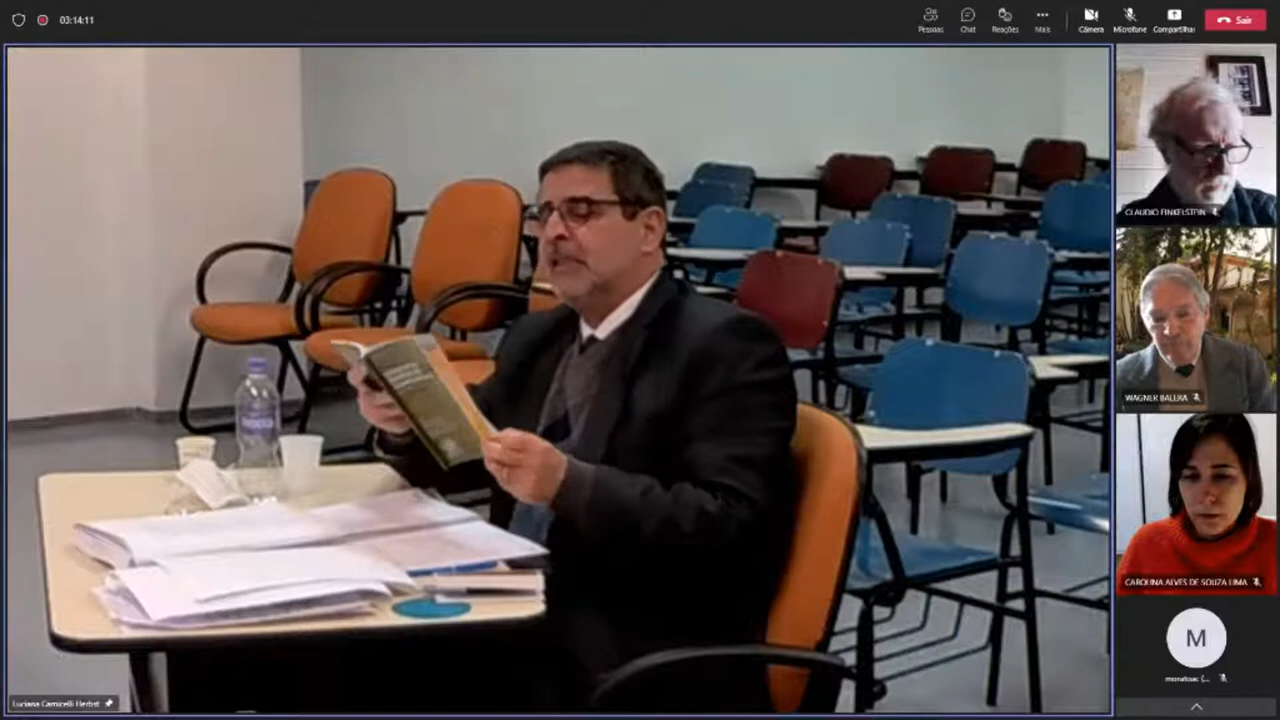 03:14:11
Pessoas
Chat
Reações
Mais
Câmera
Microfone
Compartilhar
Sair
CLAUDIO FINKELSTEIN
WAGNER BALERA
CAROLINA ALVES DE SOUZA LIMA
M
Luciana Camicelli Herbst